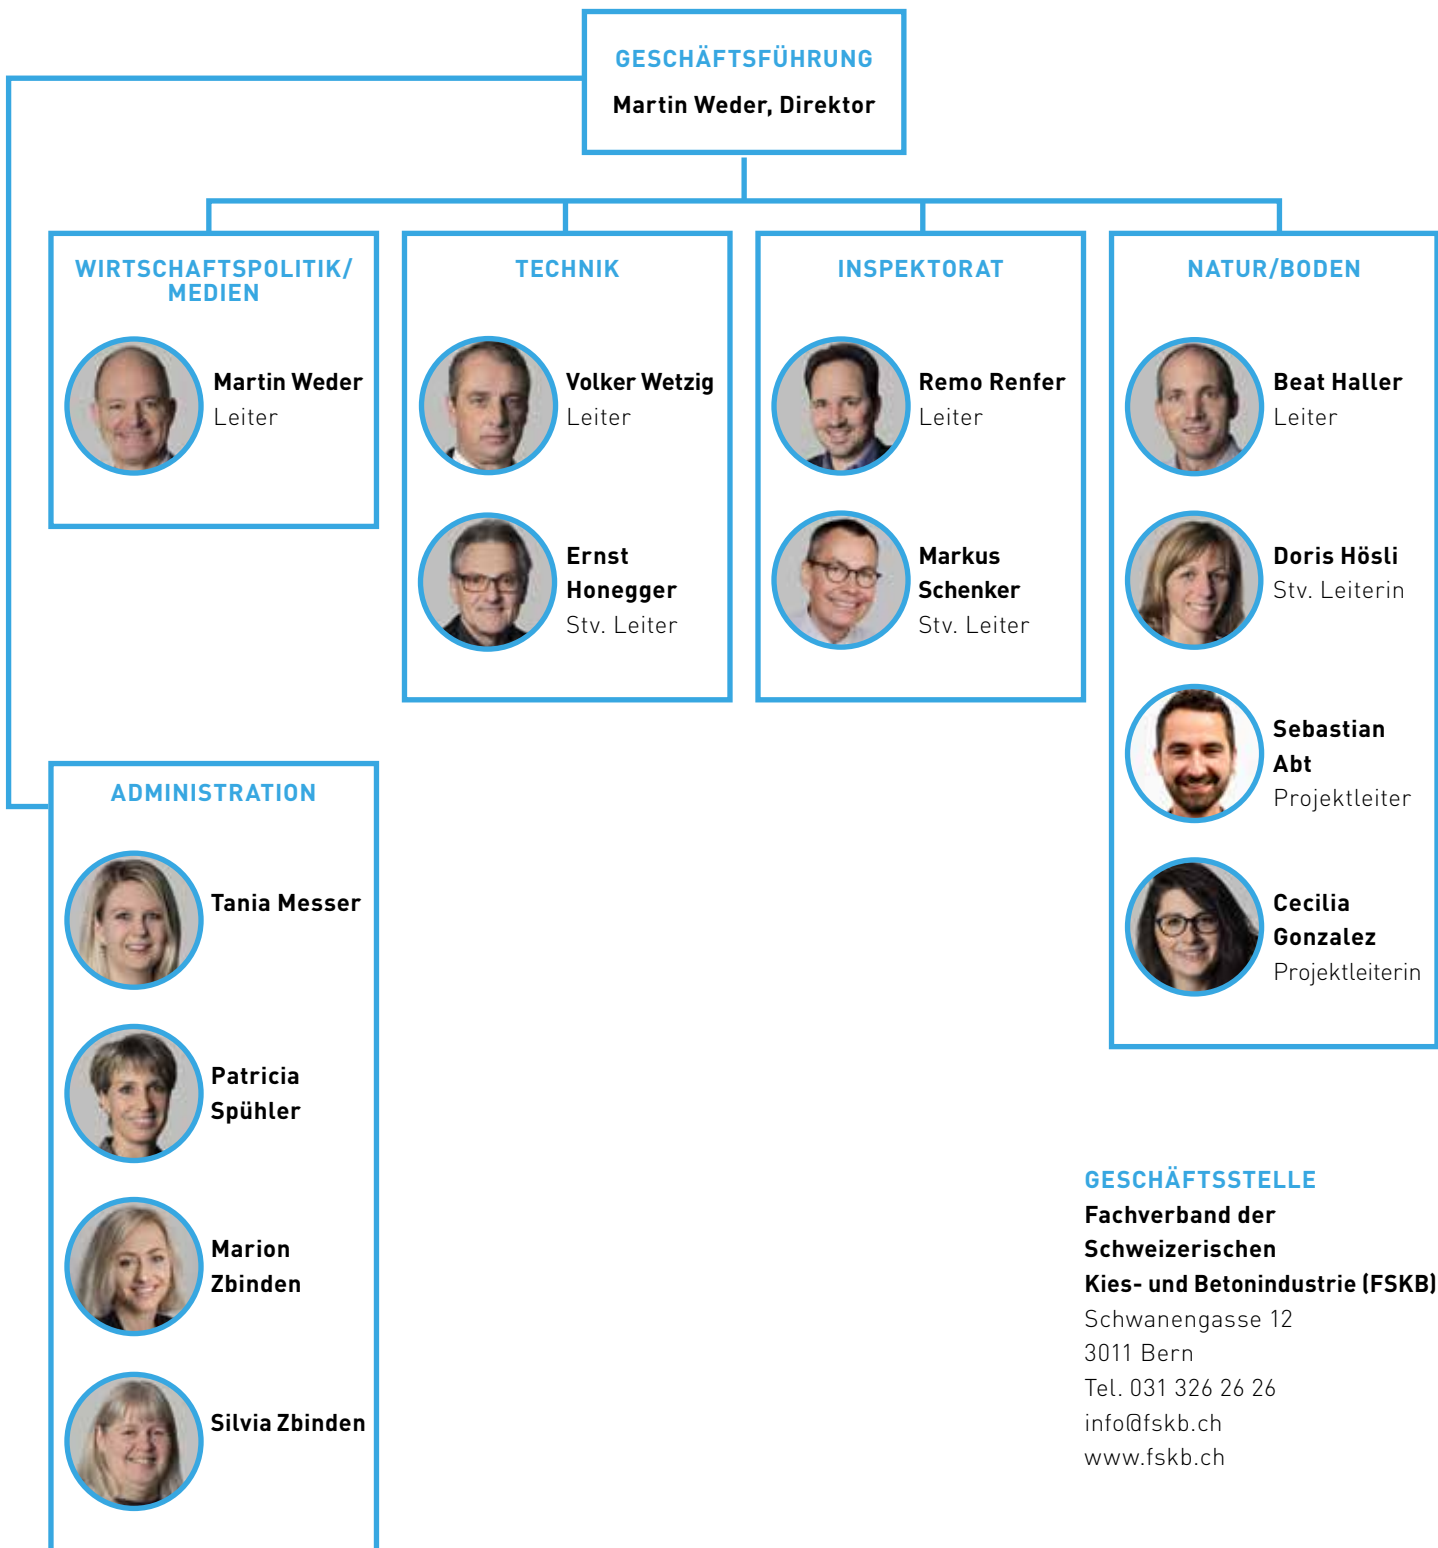 GESCHÄFTSFÜHRUNG
Martin Weder, Direktor
WIRTSCHAFTSPOLITIK/
MEDIEN
Martin Weder
Leiter
TECHNIK
Volker Wetzig
Leiter
Ernst
Honegger
Stv. Leiter
INSPEKTORAT
Remo Renfer
Leiter
Markus
Schenker
Stv. Leiter
NATUR/BODEN
Beat Haller
Leiter
Doris Hösli
Stv. Leiterin
Sebastian
Abt
Projektleiter
Cecilia
Gonzalez
Projektleiterin
ADMINISTRATION
Tania Messer
Patricia
Spühler
Marion
Zbinden
Silvia Zbinden
GESCHÄFTSSTELLE
Fachverband der
Schweizerischen
Kies- und Betonindustrie (FSKB)
Schwanengasse 12
3011 Bern
Tel. 031 326 26 26
info@fskb.ch
www.fskb.ch